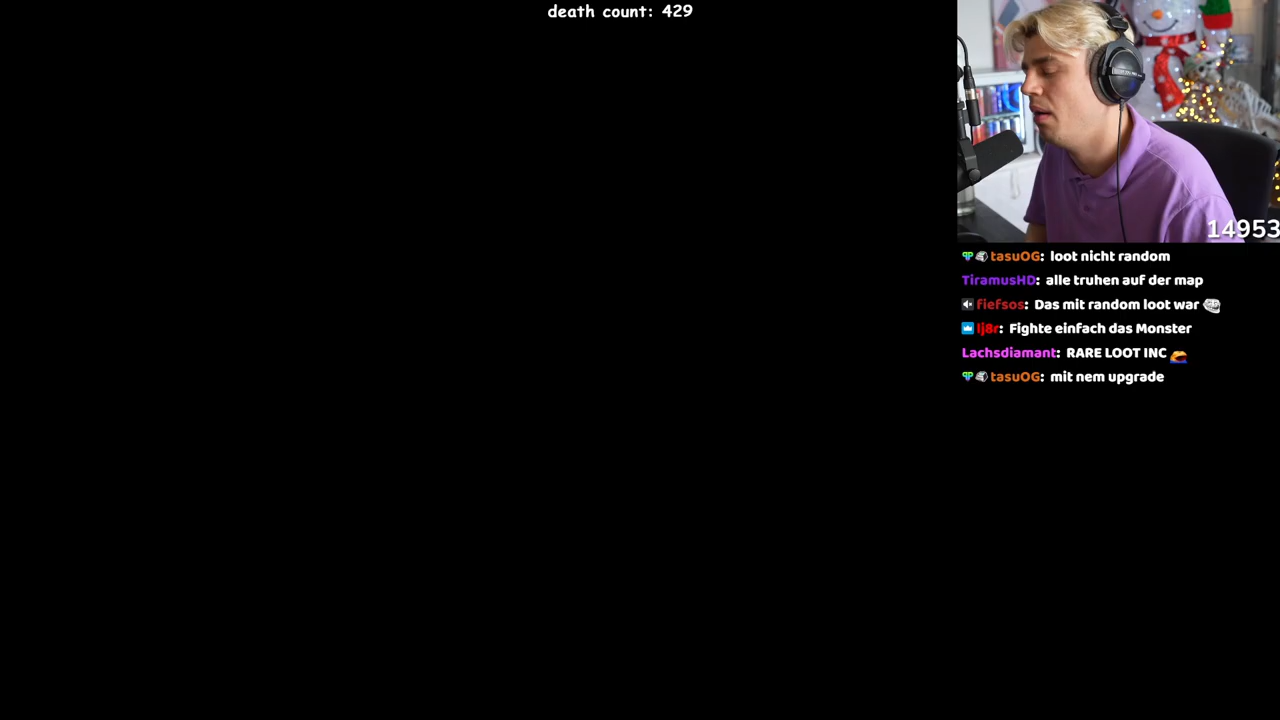 death count: 429
14953
tasuOG: loot nicht random
TiramusHD: alle truhen auf der map
fiefsos: Das mit random loot war
lj8r: Fighte einfach das Monster
Lachsdiamant: RARE LOOT INC
tasuOG: mit nem upgrade